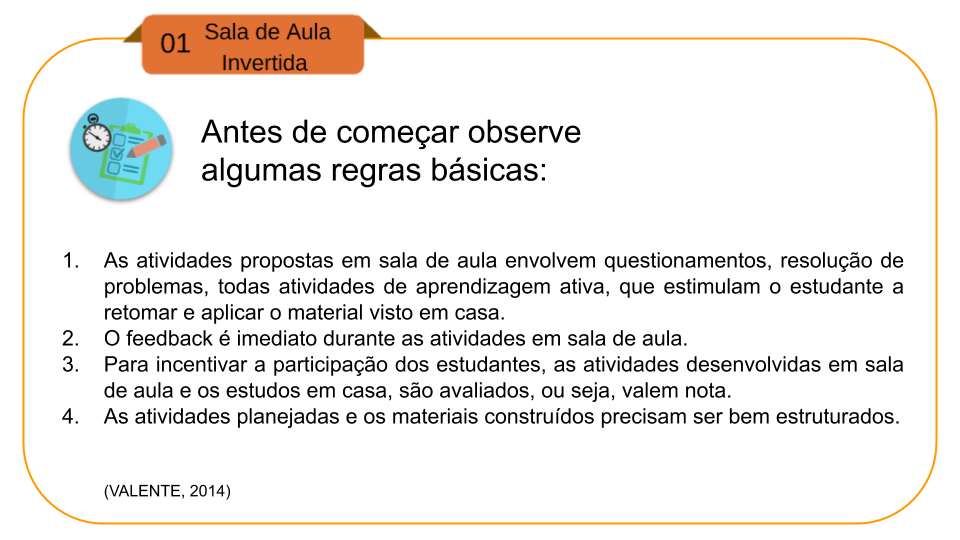 01
Sala de Aula
Invertida
Antes de começar observe
algumas regras básicas:
1. As atividades propostas em sala de aula envolvem questionamentos, resolução de
problemas, todas atividades de aprendizagem ativa, que estimulam o estudante a
retomar e aplicar o material visto em casa.
2. O feedback é imediato durante as atividades em sala de aula.
3. Para incentivar a participação dos estudantes, as atividades desenvolvidas em sala
de aula e os estudos em casa, são avaliados, ou seja, valem nota.
4. As atividades planejadas e os materiais construídos precisam ser bem estruturados.
(VALENTE, 2014)